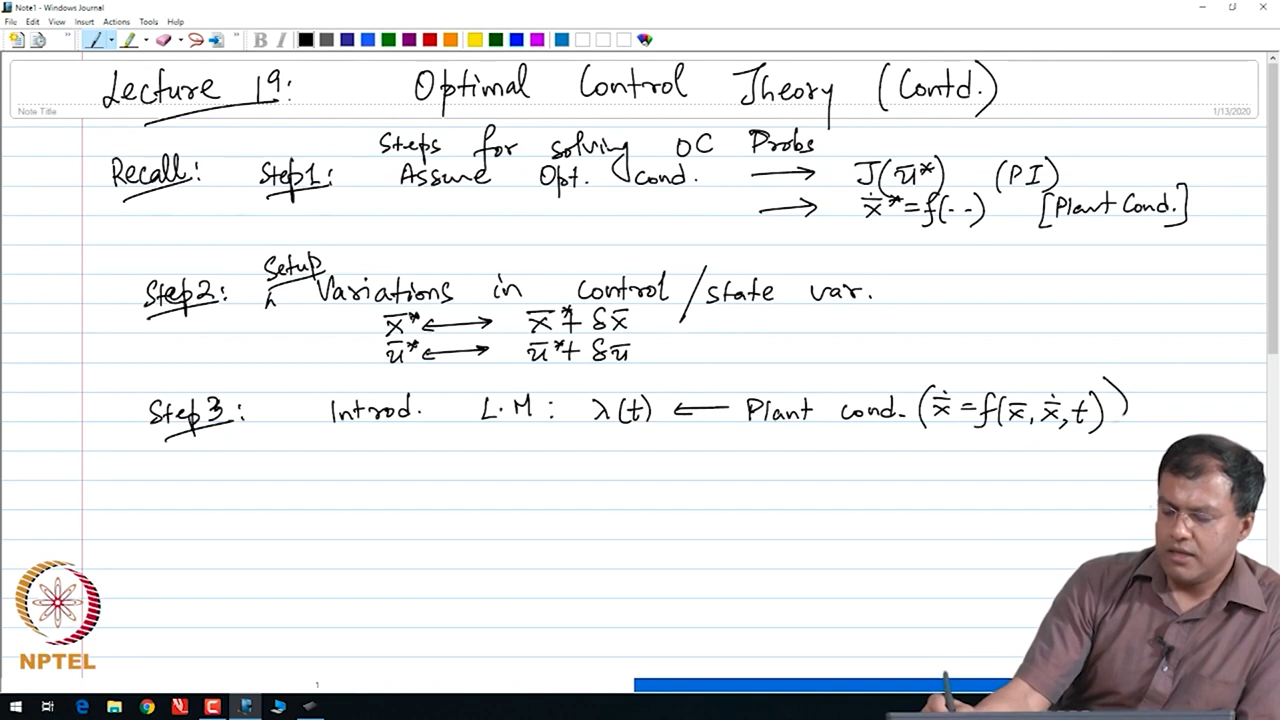 Note1 - Windows Journal
File Edit View Insert Actions Tools Help
B I
Lecture 19: Optimal Control Theory (Contd.)
Note Title
1/13/2020
Steps for solving OC Probs
Recall: Step1: Assume Opt. cond. → J(ū*) (PI)
→ ẋ̄* = f(- -) [Plant Cond.]
Setup
Step2: Variations in control / state var.
x̄* ↔ x̄* + δx̄
ū* ↔ ū* + δū
Step3: Introd. L.M: λ(t) ← Plant cond. (ẋ̄ = f(x̄, ẋ̄, t))
NPTEL
1